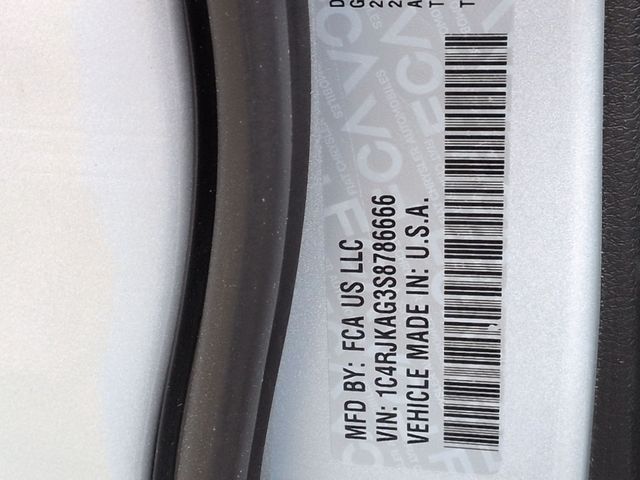 MFD BY: FCA US LLC
VIN: 1C4RJKAG3S8786666
VEHICLE MADE IN: U.S.A.